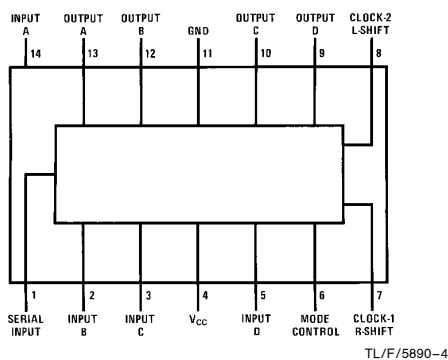 INPUT A
OUTPUT A
OUTPUT B
GND
OUTPUT C
OUTPUT D
CLOCK-2 L-SHIFT
14
13
12
11
10
9
8
1
2
3
4
5
6
7
SERIAL INPUT
INPUT B
INPUT C
VCC
INPUT D
MODE CONTROL
CLOCK-1 R-SHIFT
TL/F/5890–4